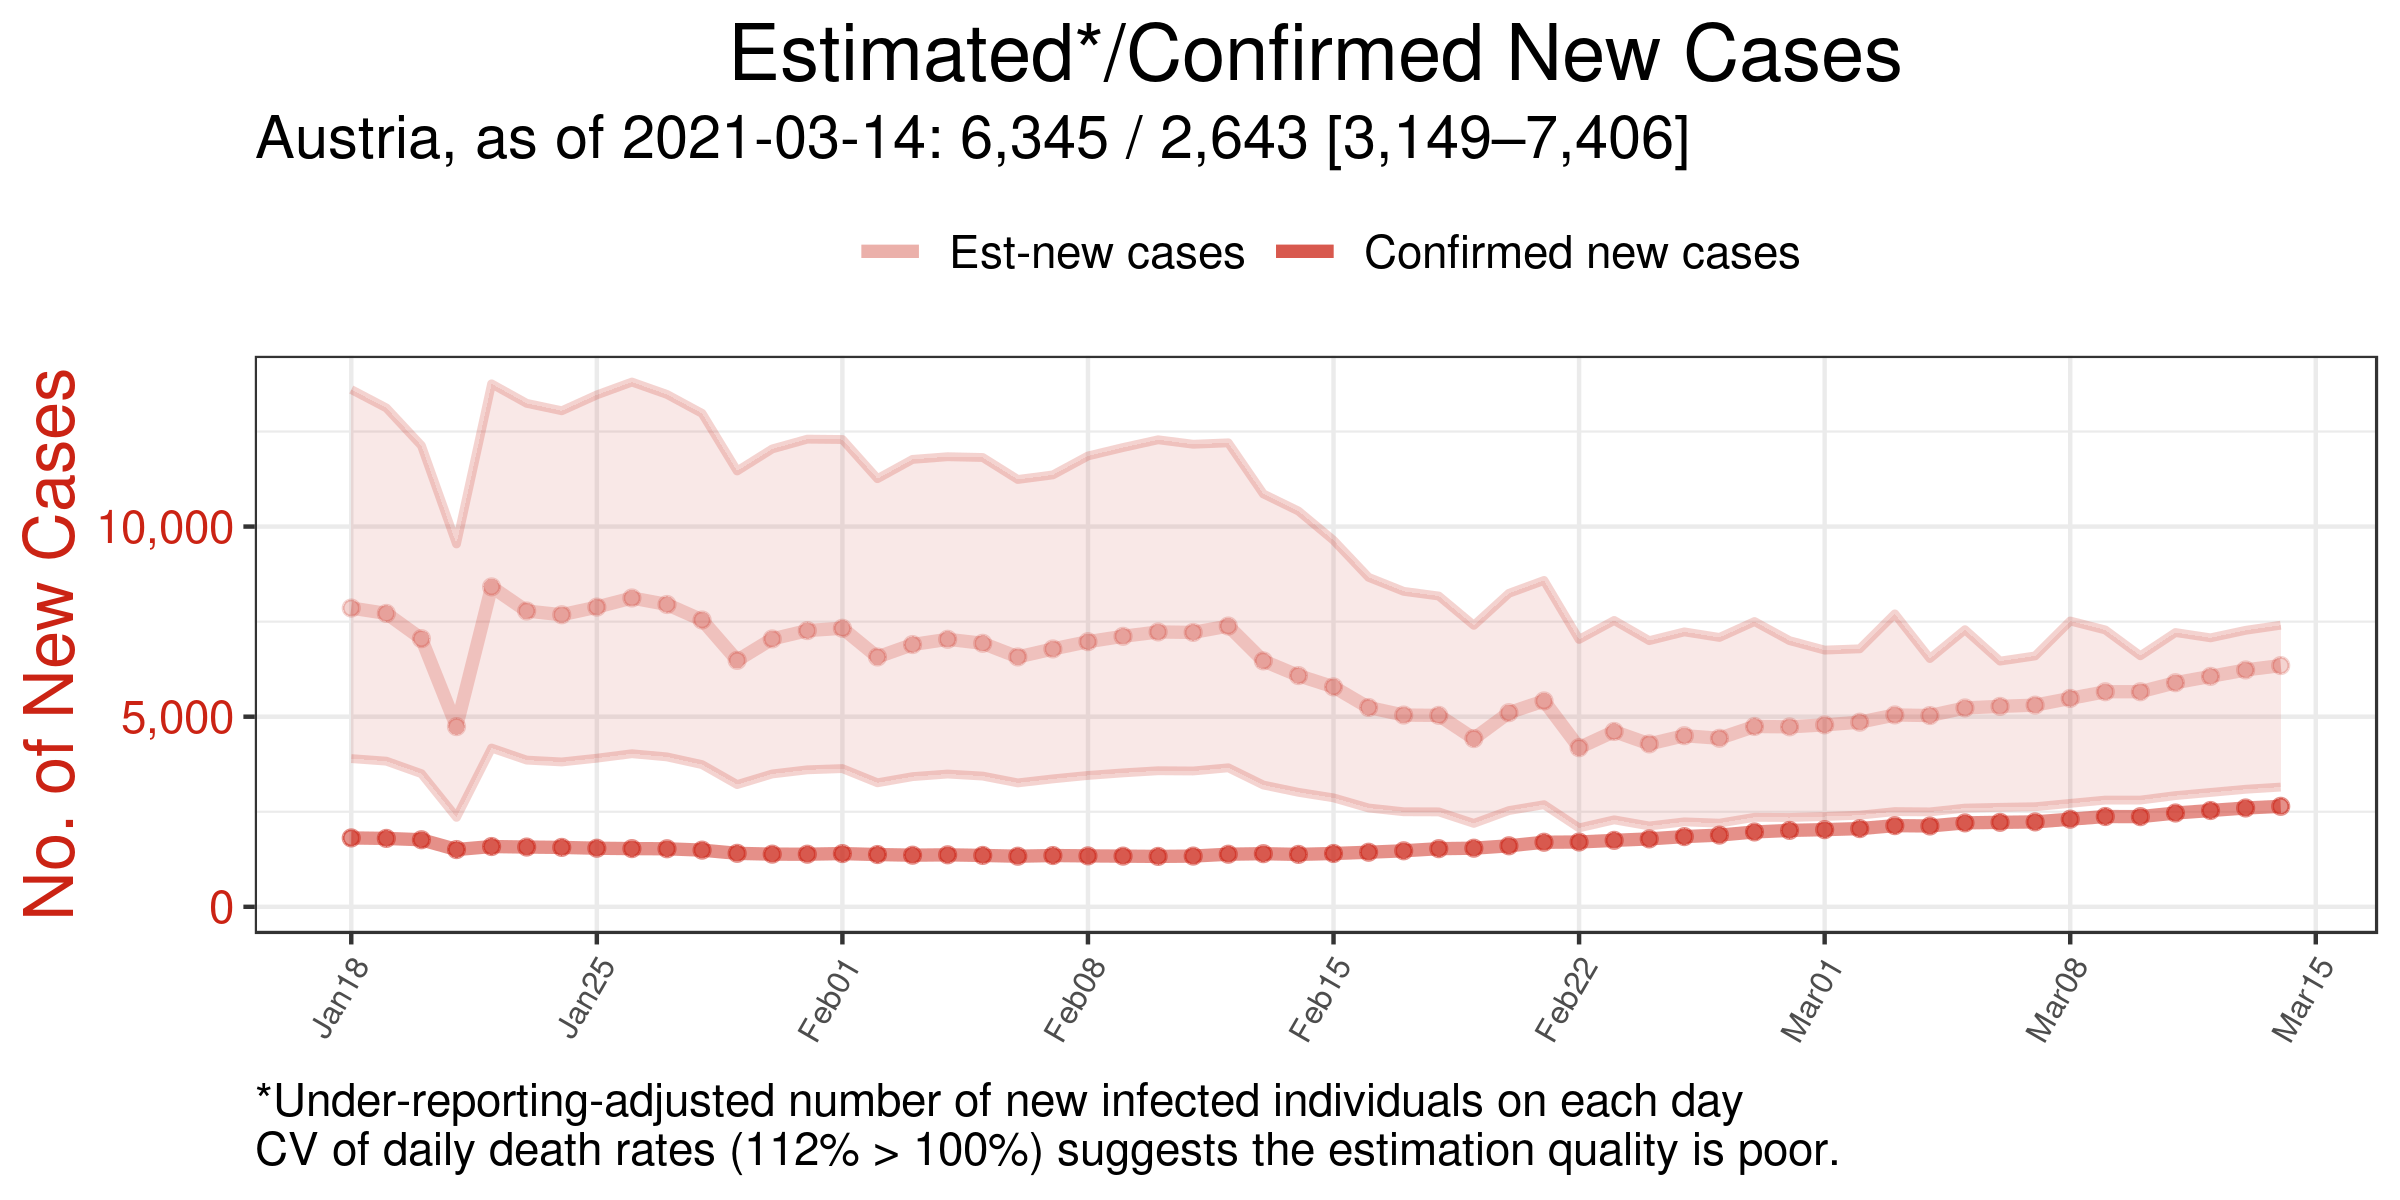 Estimated*/Confirmed New Cases
Austria, as of 2021-03-14: 6,345 / 2,643 [3,149–7,406]
Est-new cases
Confirmed new cases
No. of New Cases
10,000
5,000
0
Jan18
Jan25
Feb01
Feb08
Feb15
Feb22
Mar01
Mar08
Mar15
*Under-reporting-adjusted number of new infected individuals on each day
CV of daily death rates (112% > 100%) suggests the estimation quality is poor.